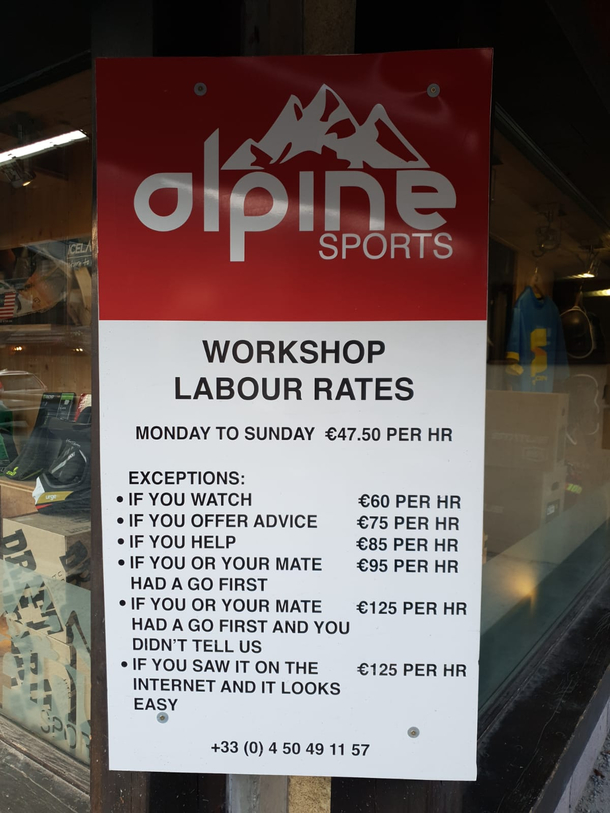 alpine
SPORTS
WORKSHOP
LABOUR RATES
MONDAY TO SUNDAY €47.50 PER HR
EXCEPTIONS:
• IF YOU WATCH €60 PER HR
• IF YOU OFFER ADVICE €75 PER HR
• IF YOU HELP €85 PER HR
• IF YOU OR YOUR MATE €95 PER HR
HAD A GO FIRST
• IF YOU OR YOUR MATE €125 PER HR
HAD A GO FIRST AND YOU
DIDN'T TELL US
• IF YOU SAW IT ON THE €125 PER HR
INTERNET AND IT LOOKS
EASY
+33 (0) 4 50 49 11 57